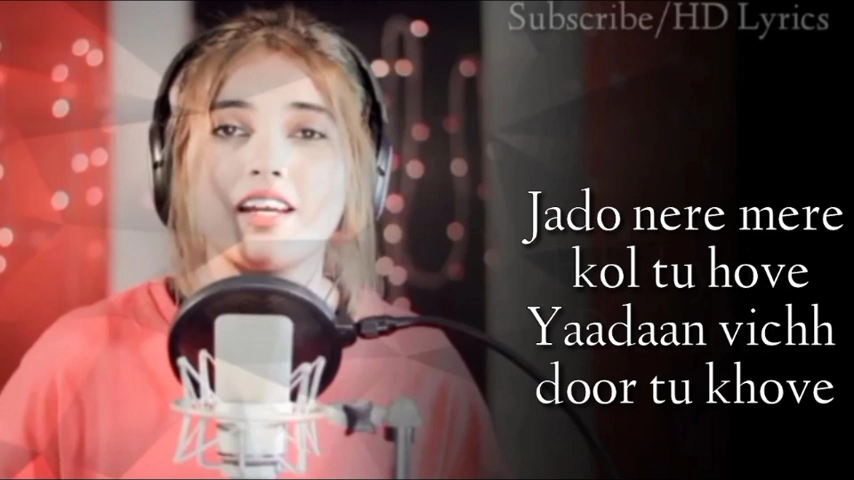 Subscribe/HD Lyrics
Jado nere mere
kol tu hove
Yaadaan vichh
door tu khove